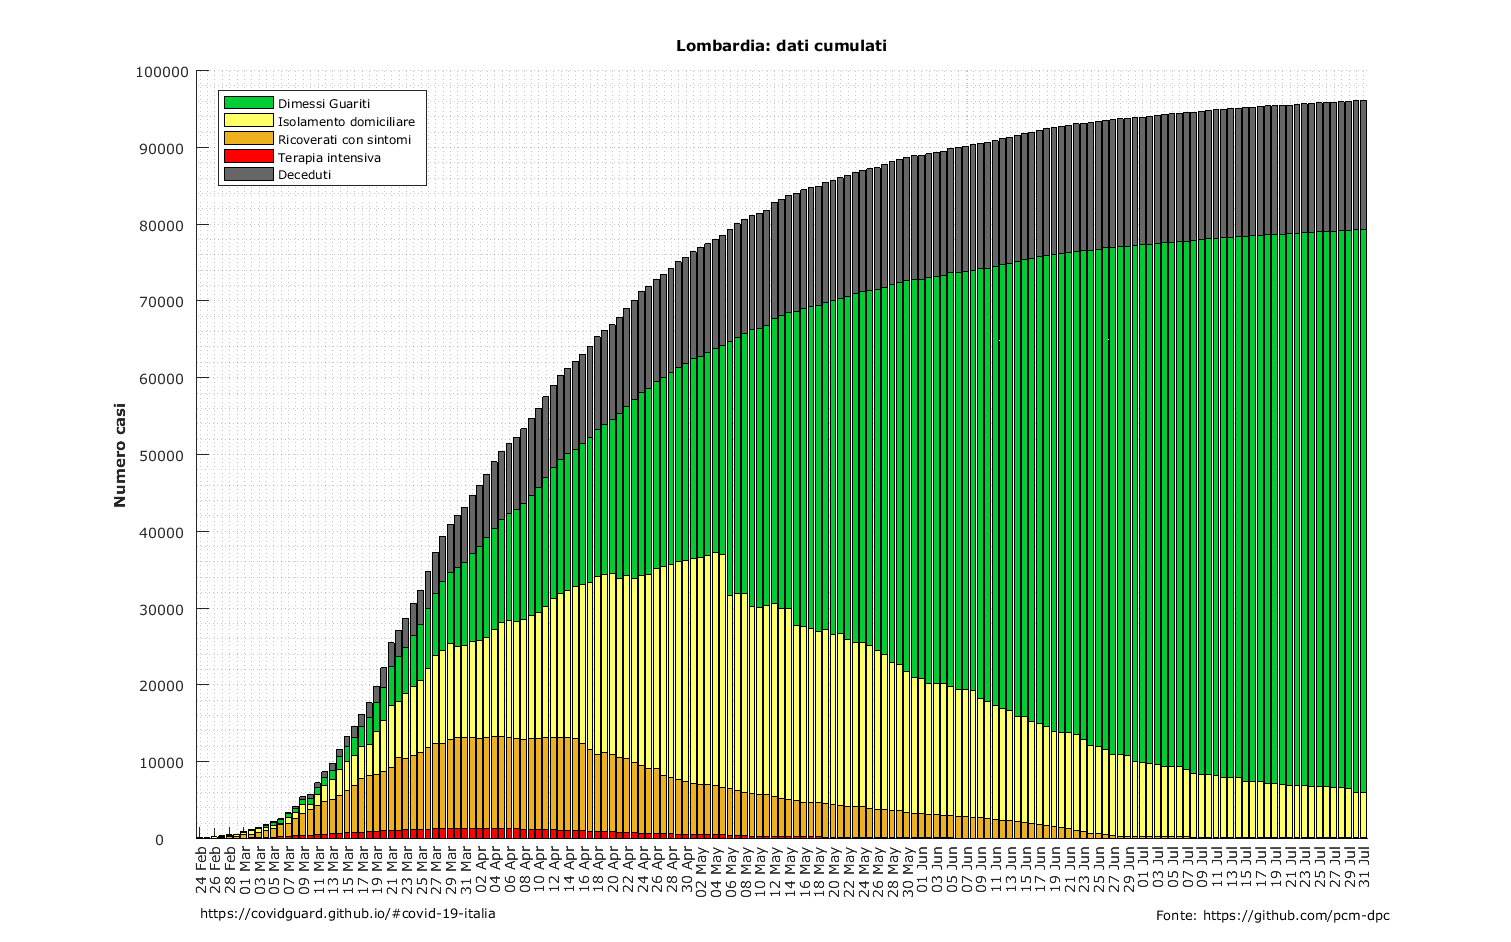 Lombardia: dati cumulati
100000
90000
80000
70000
60000
50000
40000
30000
20000
10000
0
Numero casi
Dimessi Guariti
Isolamento domiciliare
Ricoverati con sintomi
Terapia intensiva
Deceduti
24 Feb
26 Feb
28 Feb
01 Mar
03 Mar
05 Mar
07 Mar
09 Mar
11 Mar
13 Mar
15 Mar
17 Mar
19 Mar
21 Mar
23 Mar
25 Mar
27 Mar
29 Mar
31 Mar
02 Apr
04 Apr
06 Apr
08 Apr
10 Apr
12 Apr
14 Apr
16 Apr
18 Apr
20 Apr
22 Apr
24 Apr
26 Apr
28 Apr
30 Apr
02 May
04 May
06 May
08 May
10 May
12 May
14 May
16 May
18 May
20 May
22 May
24 May
26 May
28 May
30 May
01 Jun
03 Jun
05 Jun
07 Jun
09 Jun
11 Jun
13 Jun
15 Jun
17 Jun
19 Jun
21 Jun
23 Jun
25 Jun
27 Jun
29 Jun
01 Jul
03 Jul
05 Jul
07 Jul
09 Jul
11 Jul
13 Jul
15 Jul
17 Jul
19 Jul
21 Jul
23 Jul
25 Jul
27 Jul
29 Jul
31 Jul
https://covidguard.github.io/#covid-19-italia
Fonte: https://github.com/pcm-dpc